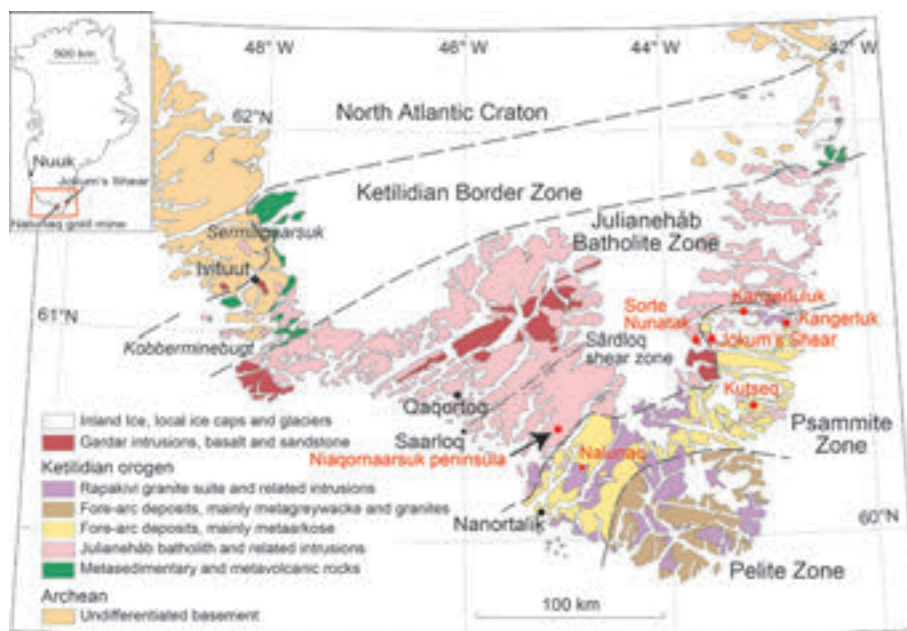 500 km
Nuuk
Jokum's Shear
Nalunaq gold mine
48° W
46° W
44° W
42° W
62°N
North Atlantic Craton
Ketilidian Border Zone
Julianehåb
Batholite Zone
Sermiligaarsuk
Ivituut
61°N
61°N
Kobberminebugt
Sorte
Nunatak
Kangerluluk
Kangerluk
Jokum's Shear
Sárdloq
shear zone
Kutseq
Qaqortoq
Saarloq
Psammite
Zone
Niaqornaarsuk peninsula
Nalunaq
Nanortalik
60°N
Pelite Zone
100 km
Inland Ice, local ice caps and glaciers
Gardar intrusions, basalt and sandstone
Ketilidian orogen
Rapakivi granite suite and related intrusions
Fore-arc deposits, mainly metagreywacke and granites
Fore-arc deposits, mainly metaarkose
Julianehåb batholith and related intrusions
Metasedimentary and metavolcanic rocks
Archean
Undifferentiated basement